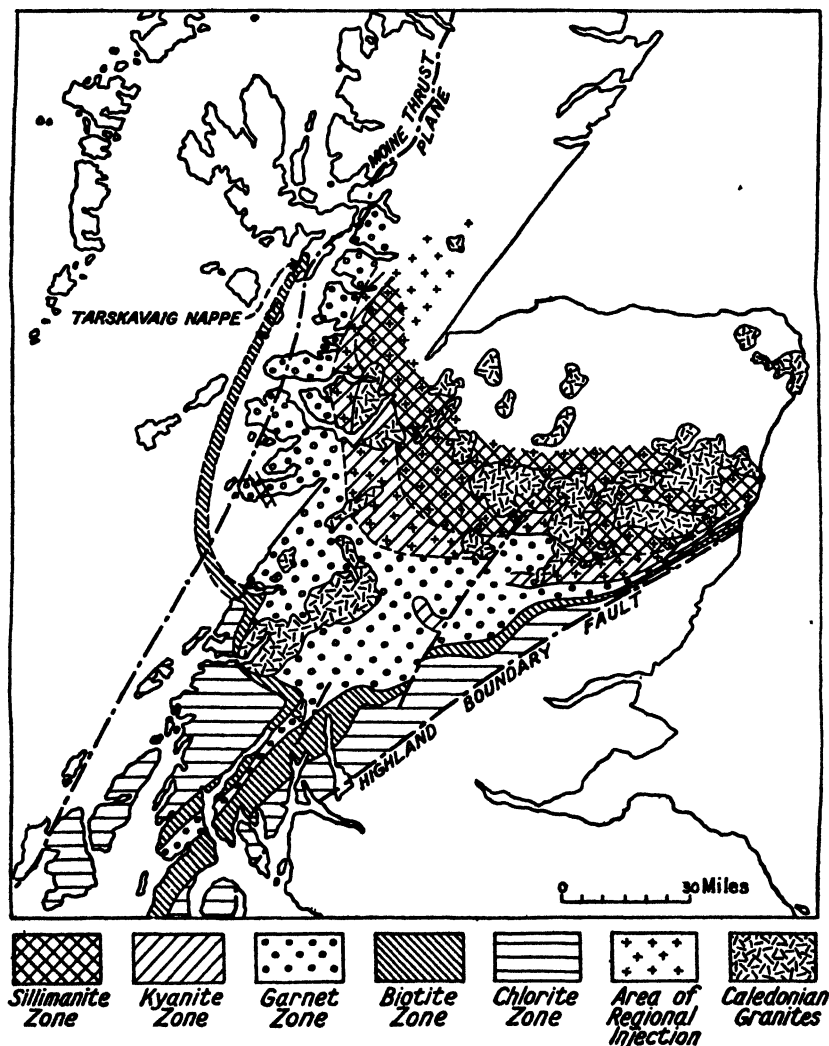 MOINE THRUST
PLANE
TARSKAVAIG NAPPE
HIGHLAND BOUNDARY FAULT
0 30 Miles
Sillimanite
Zone
Kyanite
Zone
Garnet
Zone
Biotite
Zone
Chlorite
Zone
Area of
Regional
Injection
Caledonian
Granites